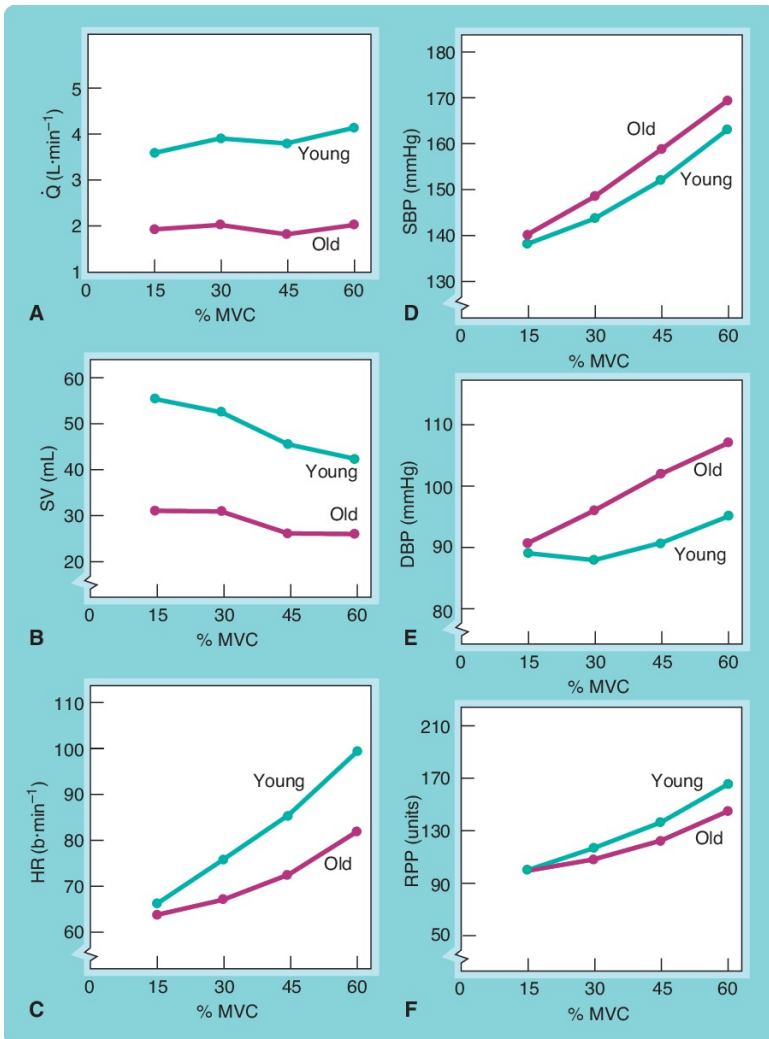 5
4
3
2
1
Q̇ (L·min⁻¹)
Young
Old
0
15
30
45
60
% MVC
A
60
50
40
30
20
SV (mL)
Young
Old
0
15
30
45
60
% MVC
B
110
100
90
80
70
60
HR (b·min⁻¹)
Young
Old
0
15
30
45
60
% MVC
C
180
170
160
150
140
130
SBP (mmHg)
Old
Young
0
15
30
45
60
% MVC
D
110
100
90
80
DBP (mmHg)
Old
Young
0
15
30
45
60
% MVC
E
210
170
130
90
50
RPP (units)
Young
Old
0
15
30
45
60
% MVC
F